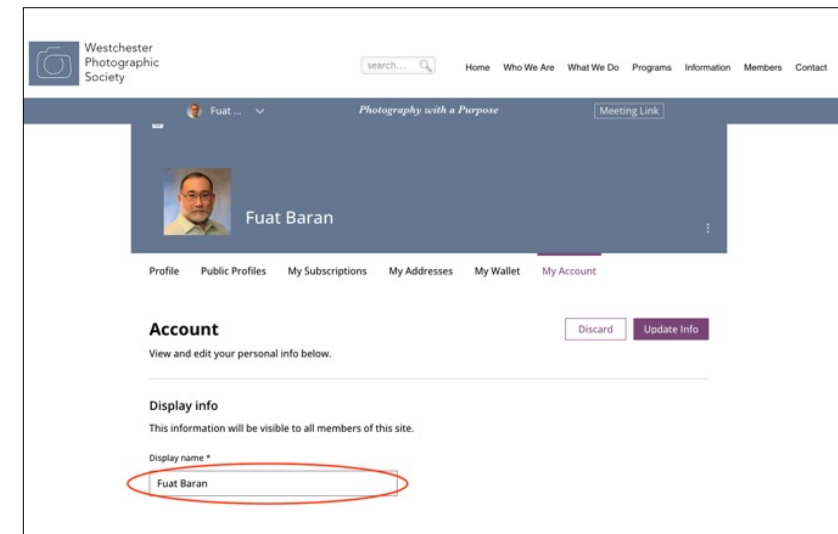 Westchester
Photographic
Society
search...
Home Who We Are What We Do Programs Information Members Contact
Fuat ... Photography with a Purpose Meeting Link
Fuat Baran
Profile Public Profiles My Subscriptions My Addresses My Wallet My Account
Account Discard Update Info
View and edit your personal info below.
Display info
This information will be visible to all members of this site.
Display name *
Fuat Baran